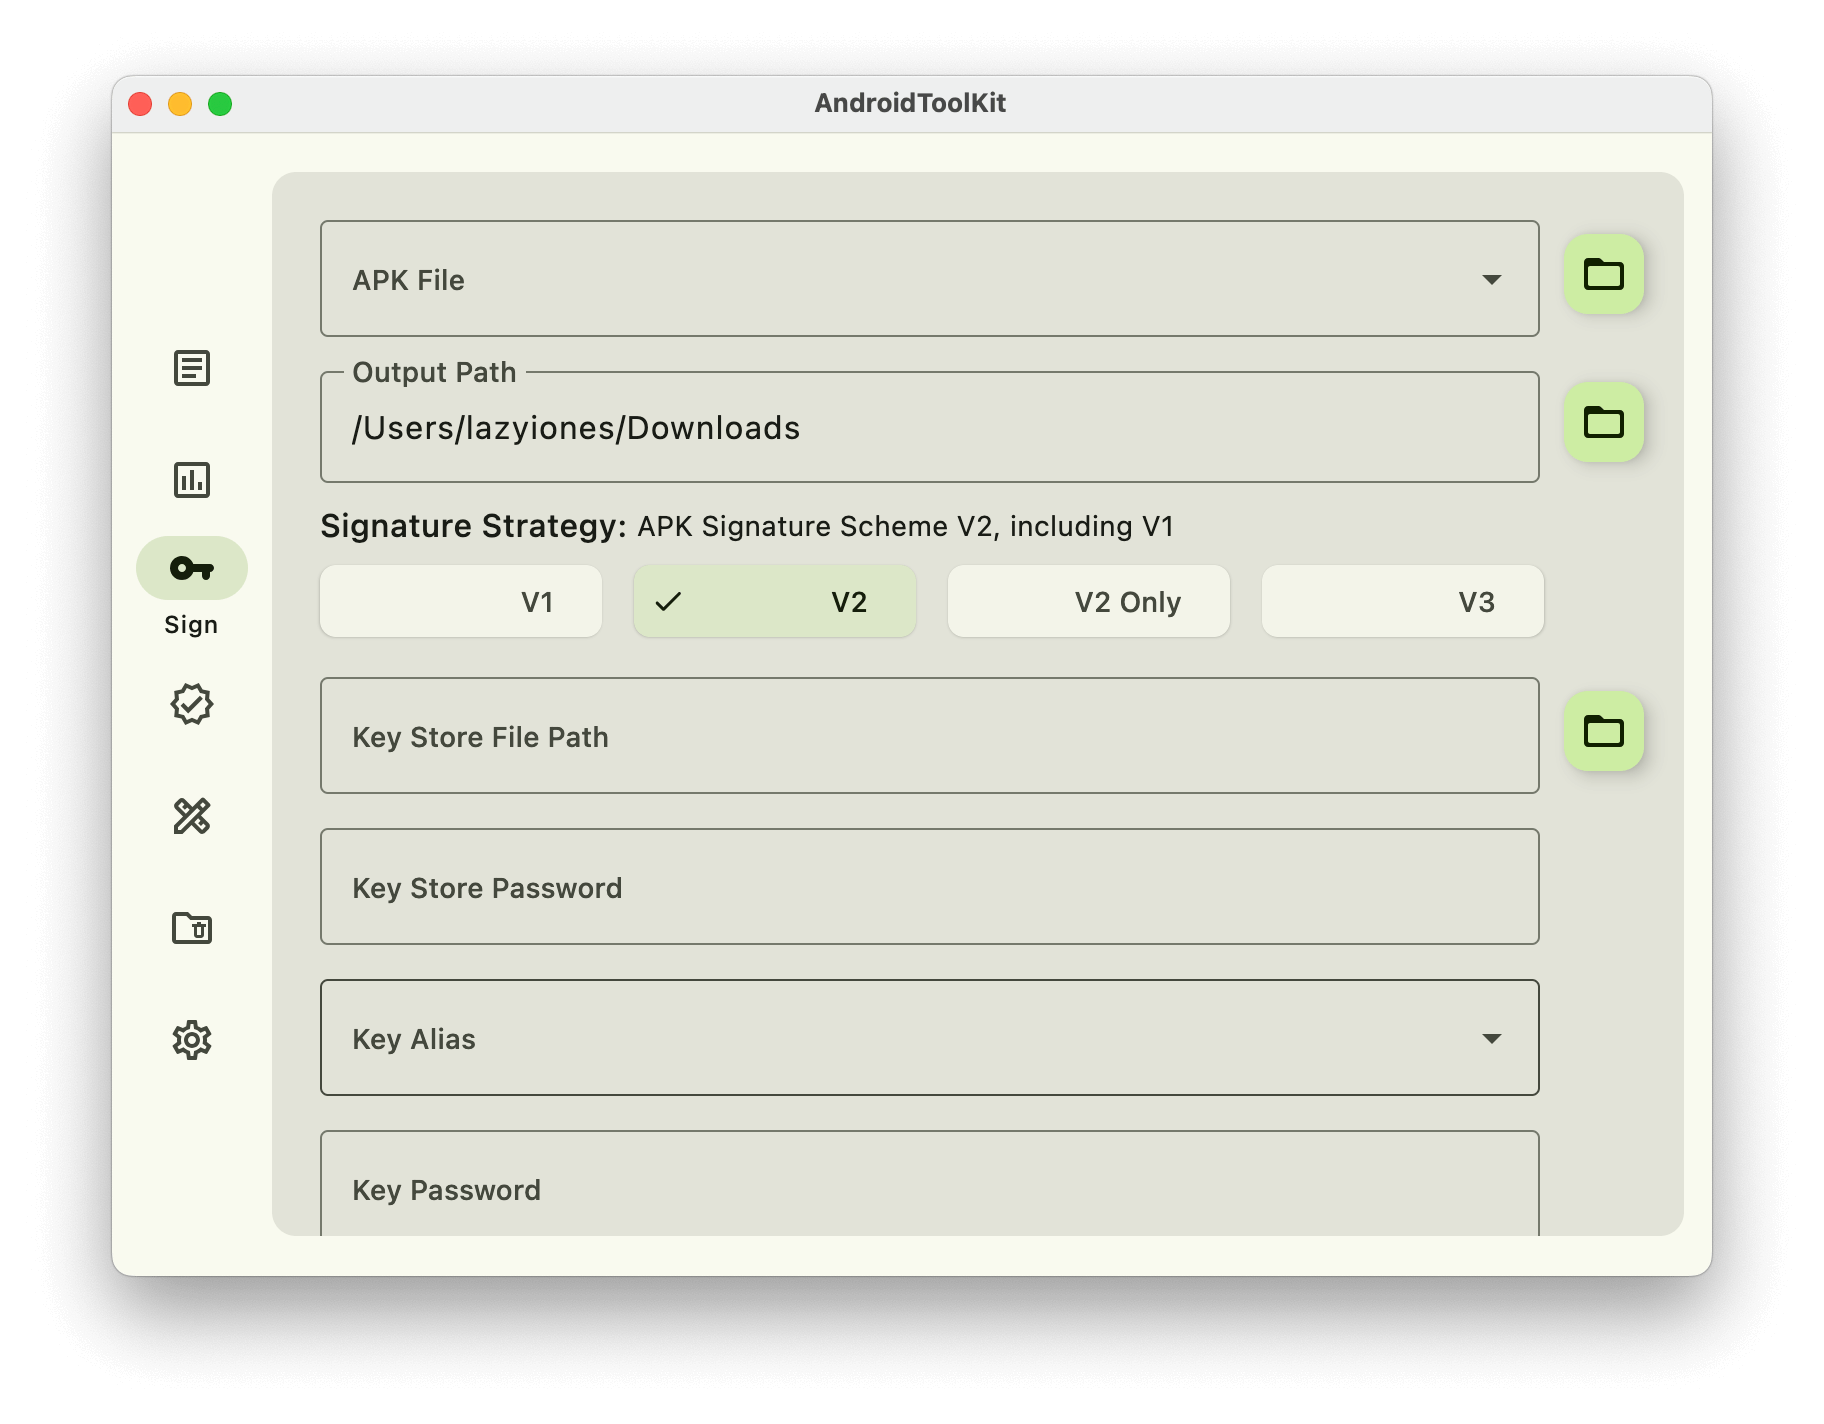 AndroidToolKit
APK File
Output Path
/Users/lazyiones/Downloads
Signature Strategy: APK Signature Scheme V2, including V1
V1
V2
V2 Only
V3
Sign
Key Store File Path
Key Store Password
Key Alias
Key Password